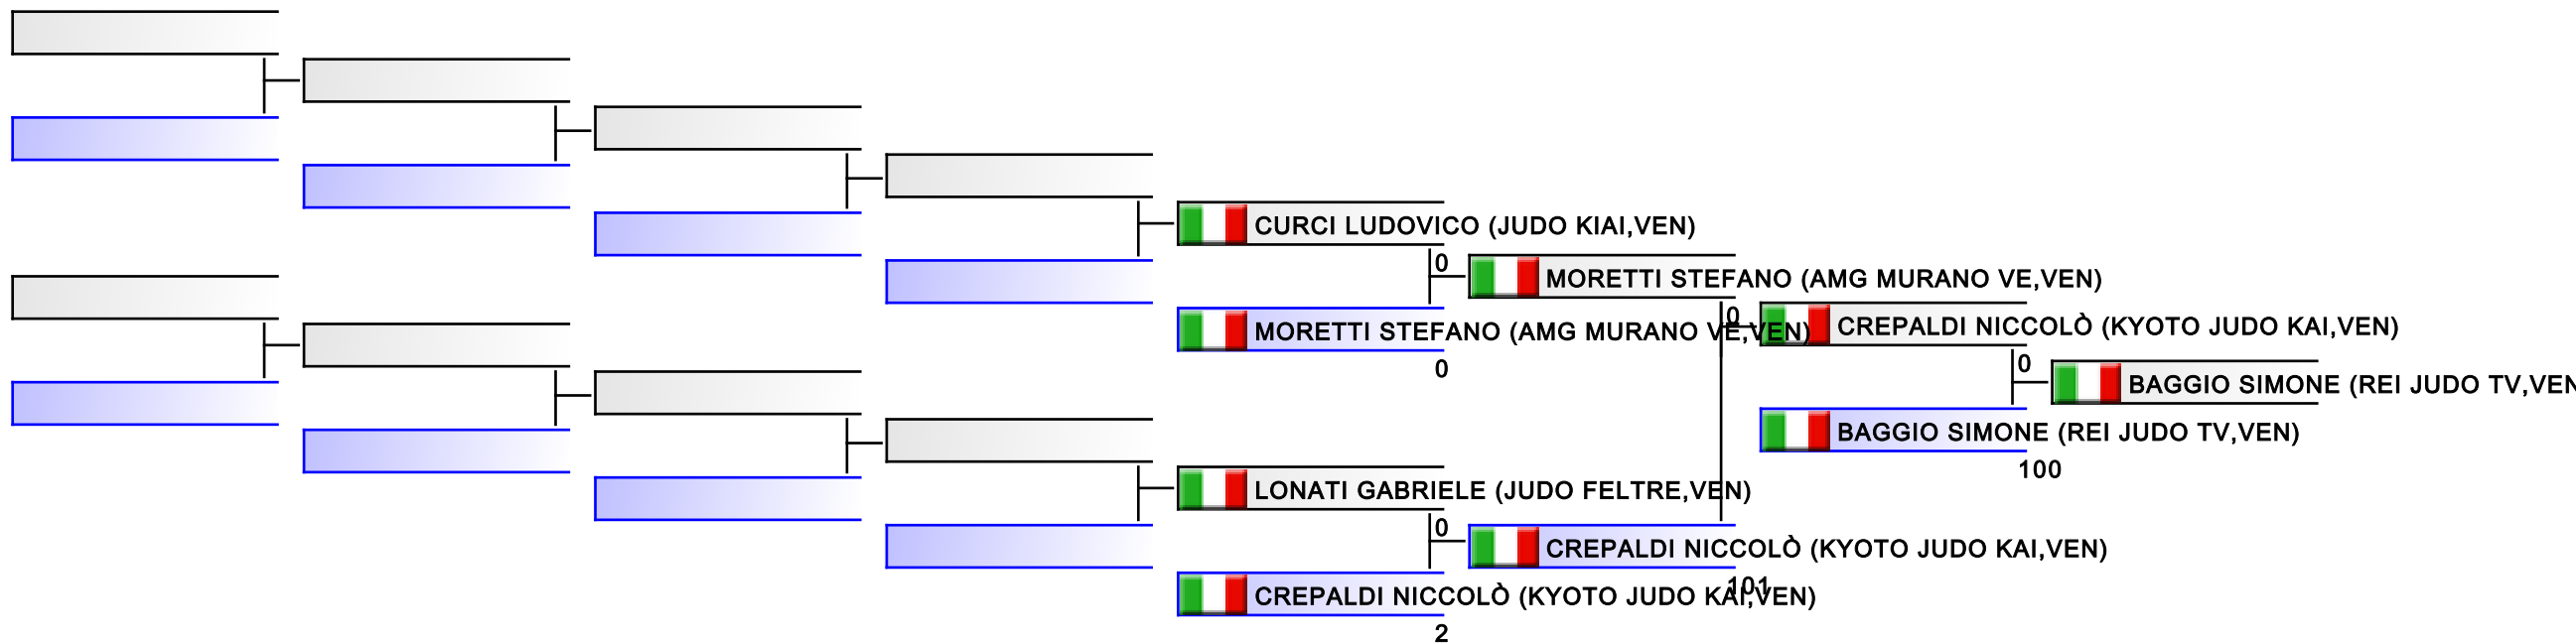 CURCI LUDOVICO (JUDO KIAI,VEN)
0
MORETTI STEFANO (AMG MURANO VE,VEN)
MORETTI STEFANO (AMG MURANO VE,VEN)
0
0
CREPALDI NICCOLÒ (KYOTO JUDO KAI,VEN)
0
BAGGIO SIMONE (REI JUDO TV,VEN
BAGGIO SIMONE (REI JUDO TV,VEN)
100
LONATI GABRIELE (JUDO FELTRE,VEN)
0
CREPALDI NICCOLÒ (KYOTO JUDO KAI,VEN)
101
CREPALDI NICCOLÒ (KYOTO JUDO KAI,VEN)
2